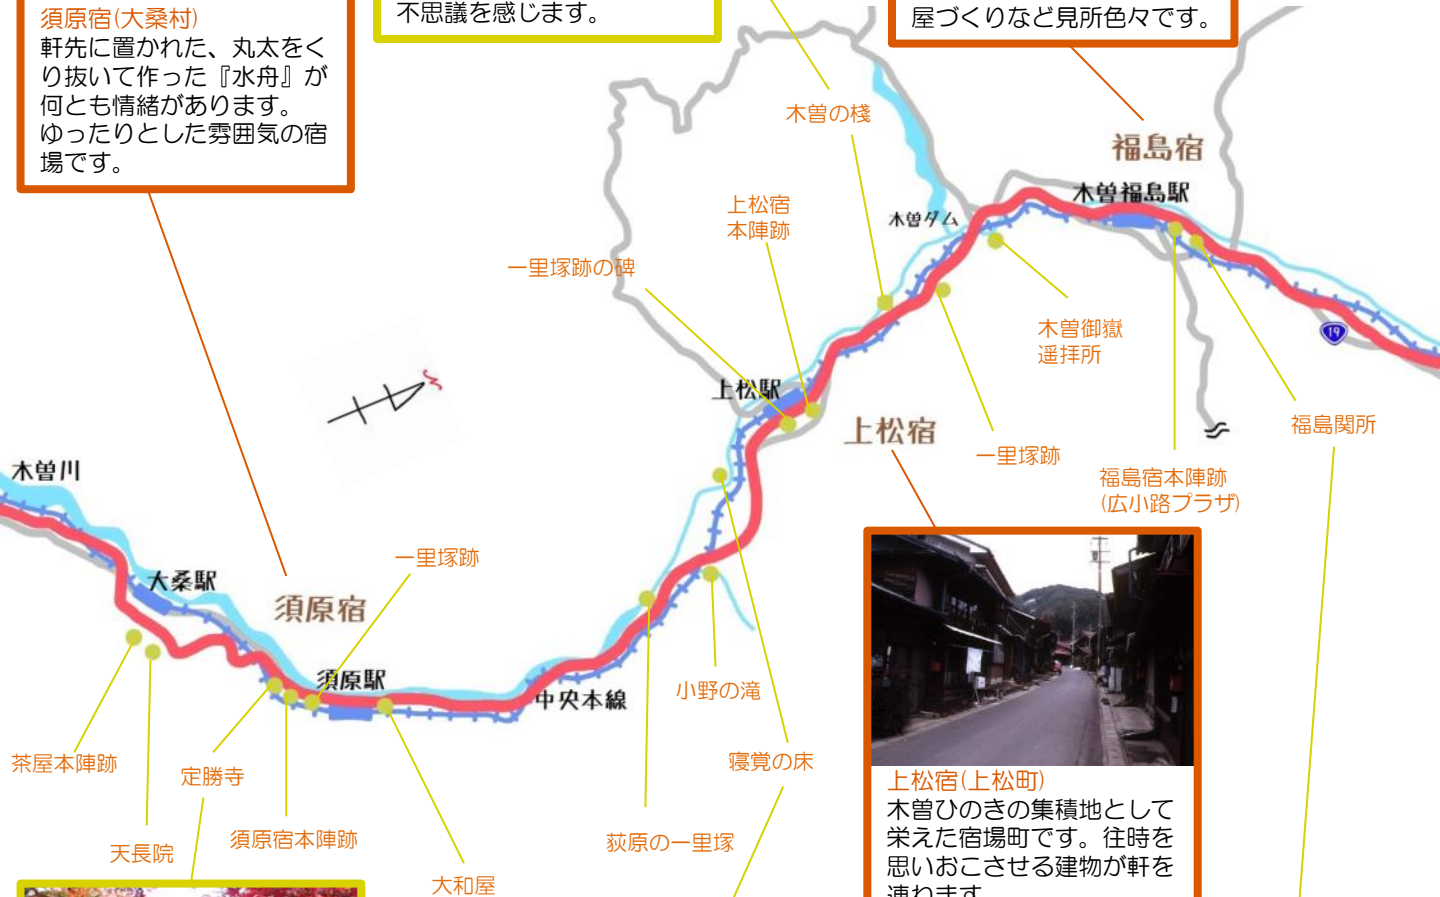 須原宿(大桑村)
軒先に置かれた、丸太をく
り抜いて作った『水舟』が
何とも情緒があります。
ゆったりとした雰囲気の宿
場です。
不思議を感じます。
屋づくりなど見所色々です。
木曽の棧
福島宿
木曽福島駅
上松宿
本陣跡
木曽ダム
一里塚跡の碑
木曽御嶽
遥拝所
19
上松駅
上松宿
福島関所
一里塚跡
福島宿本陣跡
(広小路プラザ)
木曽川
一里塚跡
大桑駅
須原宿
須原駅
中央本線
小野の滝
茶屋本陣跡
定勝寺
寝覚の床
須原宿本陣跡
荻原の一里塚
天長院
大和屋
上松宿(上松町)
木曽ひのきの集積地として
栄えた宿場町です。往時を
思いおこさせる建物が軒を
連ねます